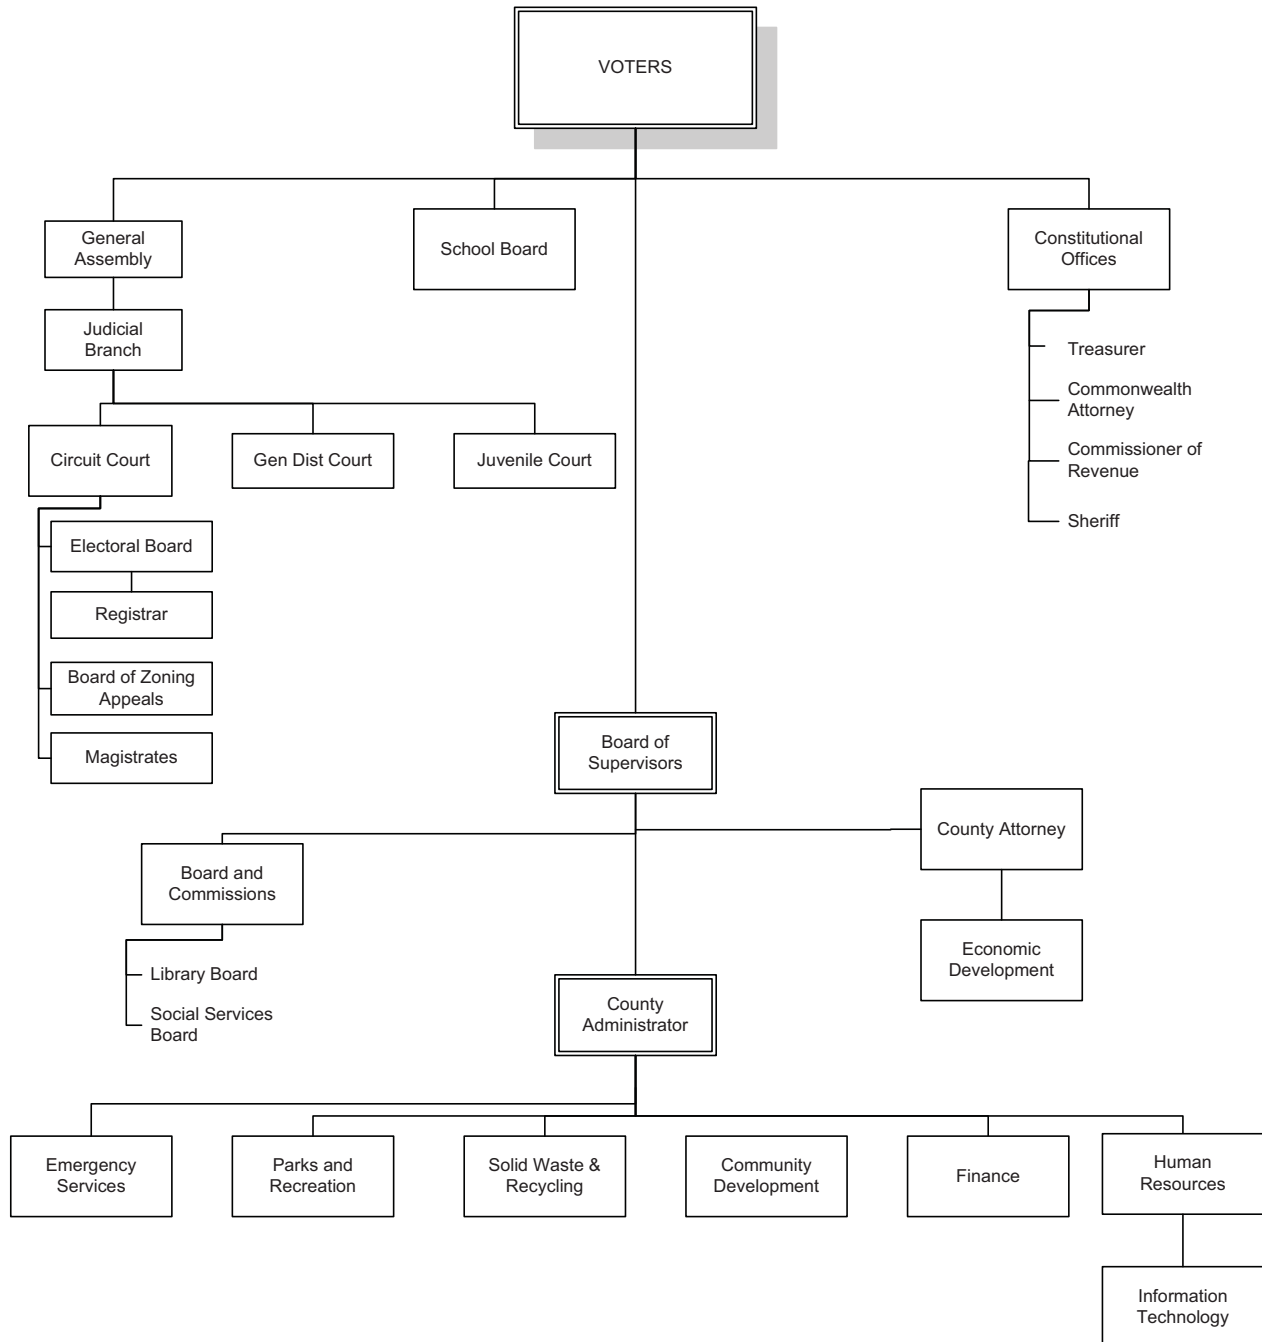 VOTERS
General
Assembly
School Board
Constitutional
Offices
Judicial
Branch
Treasurer
Commonwealth
Attorney
Commissioner of
Revenue
Sheriff
Circuit Court
Gen Dist Court
Juvenile Court
Electoral Board
Registrar
Board of Zoning
Appeals
Magistrates
Board of
Supervisors
County Attorney
Board and
Commissions
Economic
Development
Library Board
Social Services
Board
County
Administrator
Emergency
Services
Parks and
Recreation
Solid Waste &
Recycling
Community
Development
Finance
Human
Resources
Information
Technology